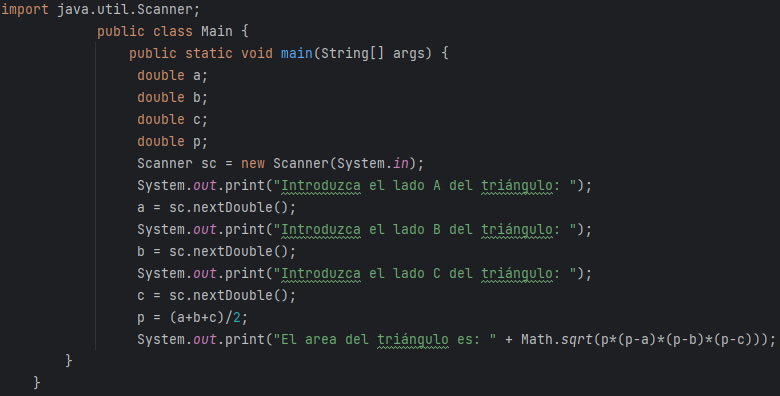 import java.util.Scanner;
public class Main {
public static void main(String[] args) {
double a;
double b;
double c;
double p;
Scanner sc = new Scanner(System.in);
System.out.print("Introduzca el lado A del triángulo: ");
a = sc.nextDouble();
System.out.print("Introduzca el lado B del triángulo: ");
b = sc.nextDouble();
System.out.print("Introduzca el lado C del triángulo: ");
c = sc.nextDouble();
p = (a+b+c)/2;
System.out.print("El area del triángulo es: " + Math.sqrt(p*(p-a)*(p-b)*(p-c)));
}
}